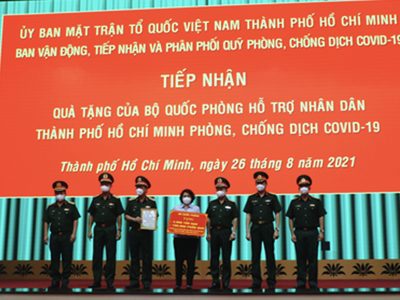 ỦY BAN MẶT TRẬN TỔ QUỐC VIỆT NAM THÀNH PHỐ HỒ CHÍ MINH
BAN VẬN ĐỘNG, TIẾP NHẬN VÀ PHÂN PHỐI QUỸ PHÒNG, CHỐNG DỊCH COVID-19
TIẾP NHẬN
QUÀ TẶNG CỦA BỘ QUỐC PHÒNG HỖ TRỢ NHÂN DÂN
THÀNH PHỐ HỒ CHÍ MINH PHÒNG, CHỐNG DỊCH COVID-19
Thành phố Hồ Chí Minh, ngày 26 tháng 8 năm 2021